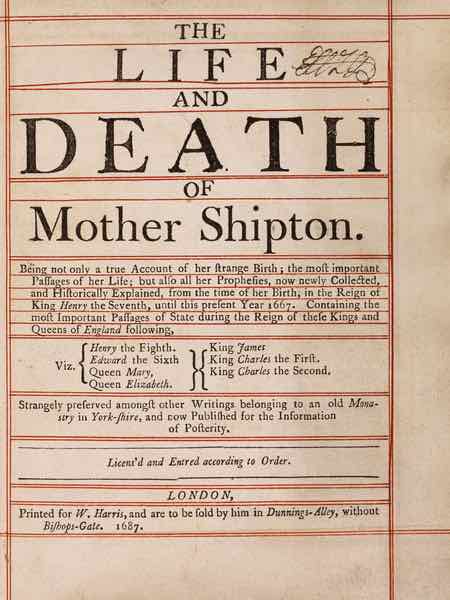 THE
LIFE
AND
DEATH
OF
Mother Shipton.
Being not only a true Account of her ſtrange Birth; the moſt important
Paſſages of her Life; but alſo all her Propheſies, now newly Collected,
and Hiſtorically Explained, from the time of her Birth, in the Reign of
King Henry the Seventh, until this preſent Year 1667. Containing the
moſt Important Paſſages of State during the Reign of theſe Kings and
Queens of England following,
Viz. { Henry the Eighth. } { King James
Edward the Sixth King Charles the Firſt.
Queen Mary, King Charles the Second.
Queen Elizabeth.
Strangely preſerved amongſt other Writings belonging to an old Mona-
ſtry in York-ſhire, and now Publiſhed for the Information
of Poſterity.
Licens'd and Entred according to Order.
LONDON,
Printed for W. Harris, and are to be ſold by him in Dunnings-Alley, without
Biſhops-Gate. 1687.